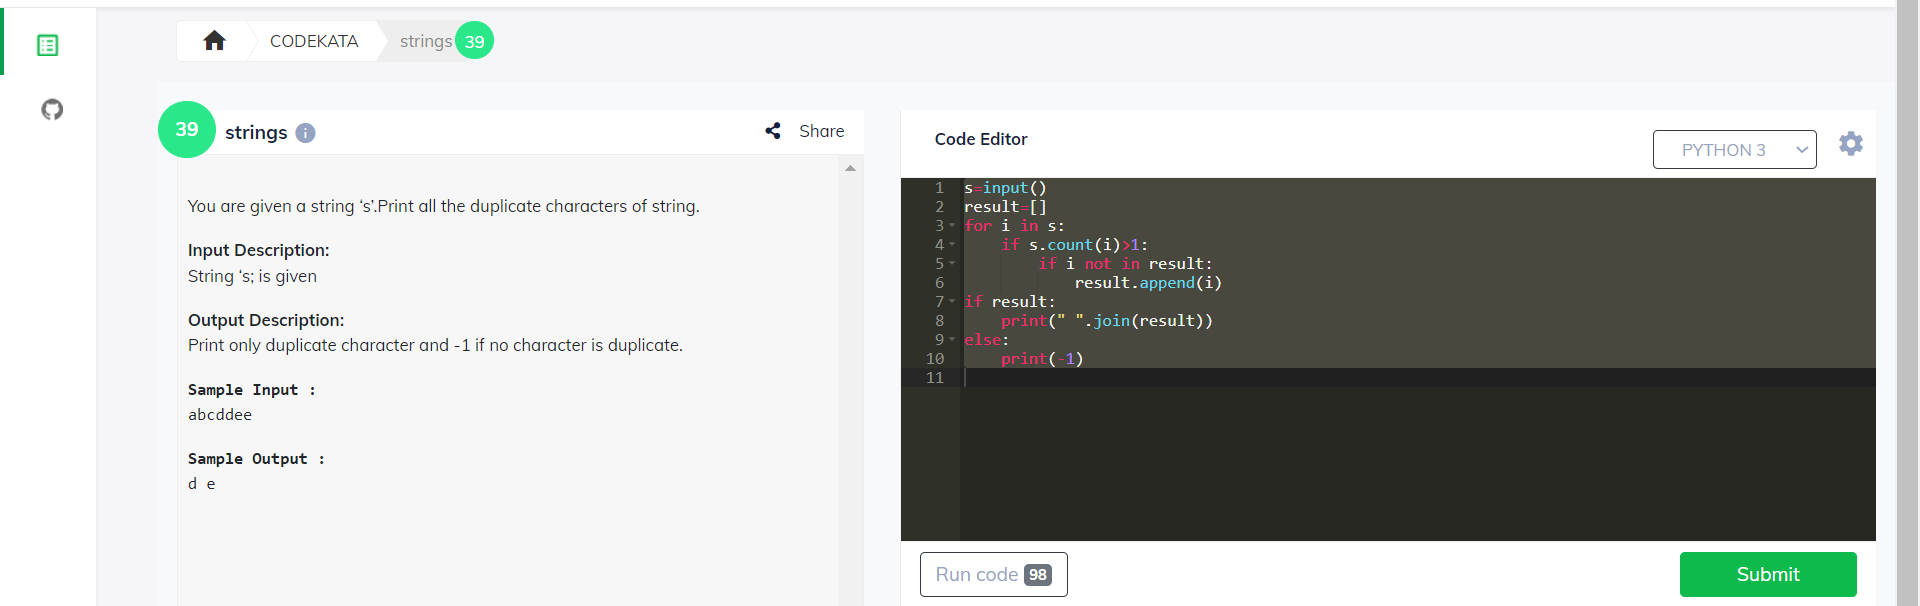 CODEKATA strings 39
39 strings i Share
You are given a string ‘s’.Print all the duplicate characters of string.
Input Description:
String ‘s; is given
Output Description:
Print only duplicate character and -1 if no character is duplicate.
Sample Input :
abcddee
Sample Output :
d e
Code Editor
PYTHON 3
1 s=input()
2 result=[]
3 for i in s:
4     if s.count(i)>1:
5         if i not in result:
6             result.append(i)
7 if result:
8     print(" ".join(result))
9 else:
10     print(-1)
11
Run code 98
Submit